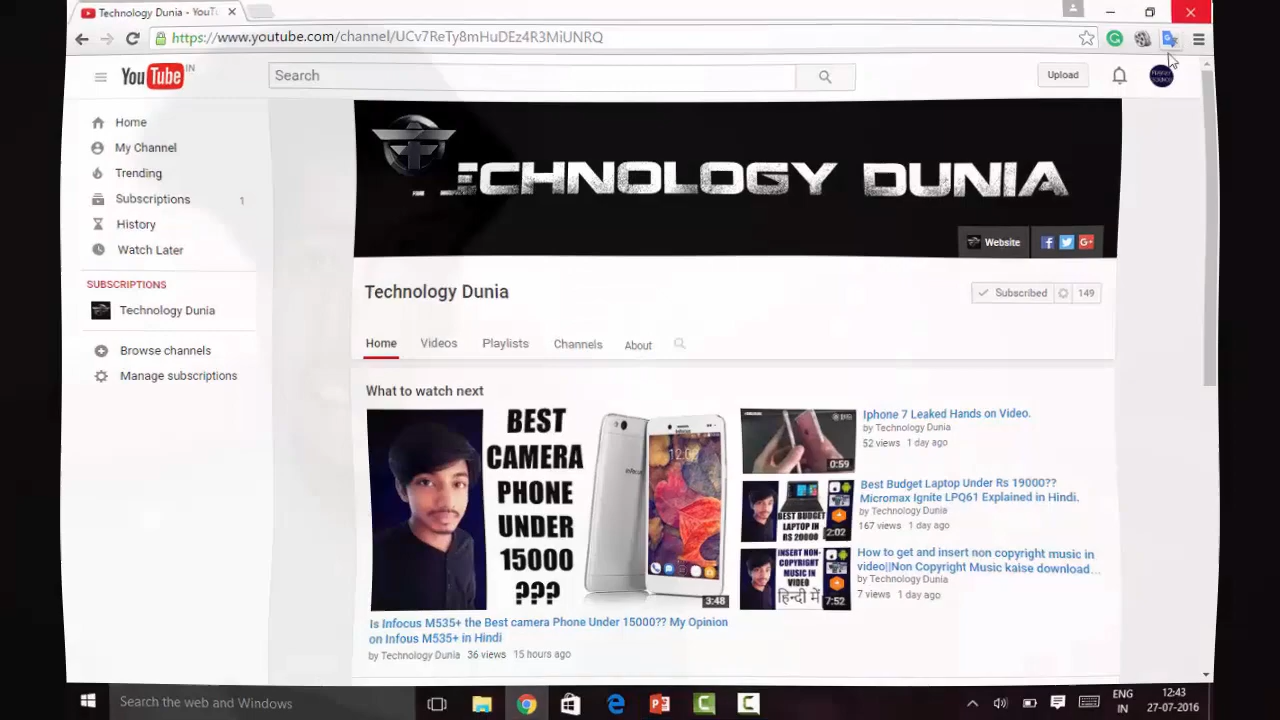 Technology Dunia - YouT
https://www.youtube.com/channel/UCv7ReTy8mHuDEz4R3MiUNRQ
YouTube IN
Search
Upload
Home
My Channel
Trending
Subscriptions 1
History
Watch Later
SUBSCRIPTIONS
Technology Dunia
Browse channels
Manage subscriptions
TECHNOLOGY DUNIA
Website
Technology Dunia
Subscribed 149
Home Videos Playlists Channels About
What to watch next
BEST
CAMERA
PHONE
UNDER
15000
???
12:02
3:48
Is Infocus M535+ the Best camera Phone Under 15000?? My Opinion
on Infous M535+ in Hindi
by Technology Dunia 36 views 15 hours ago
0:59
Iphone 7 Leaked Hands on Video.
by Technology Dunia
52 views 1 day ago
BEST BUDGET
LAPTOP IN
RS 20000
2:02
Best Budget Laptop Under Rs 19000??
Micromax Ignite LPQ61 Explained in Hindi.
by Technology Dunia
167 views 1 day ago
INSERT NON-
COPYRIGHT
MUSIC IN
VIDEO
हिन्दी में
7:52
How to get and insert non copyright music in
video||Non Copyright Music kaise download...
by Technology Dunia
7 views 1 day ago
Search the web and Windows
ENG
IN
12:43
27-07-2016